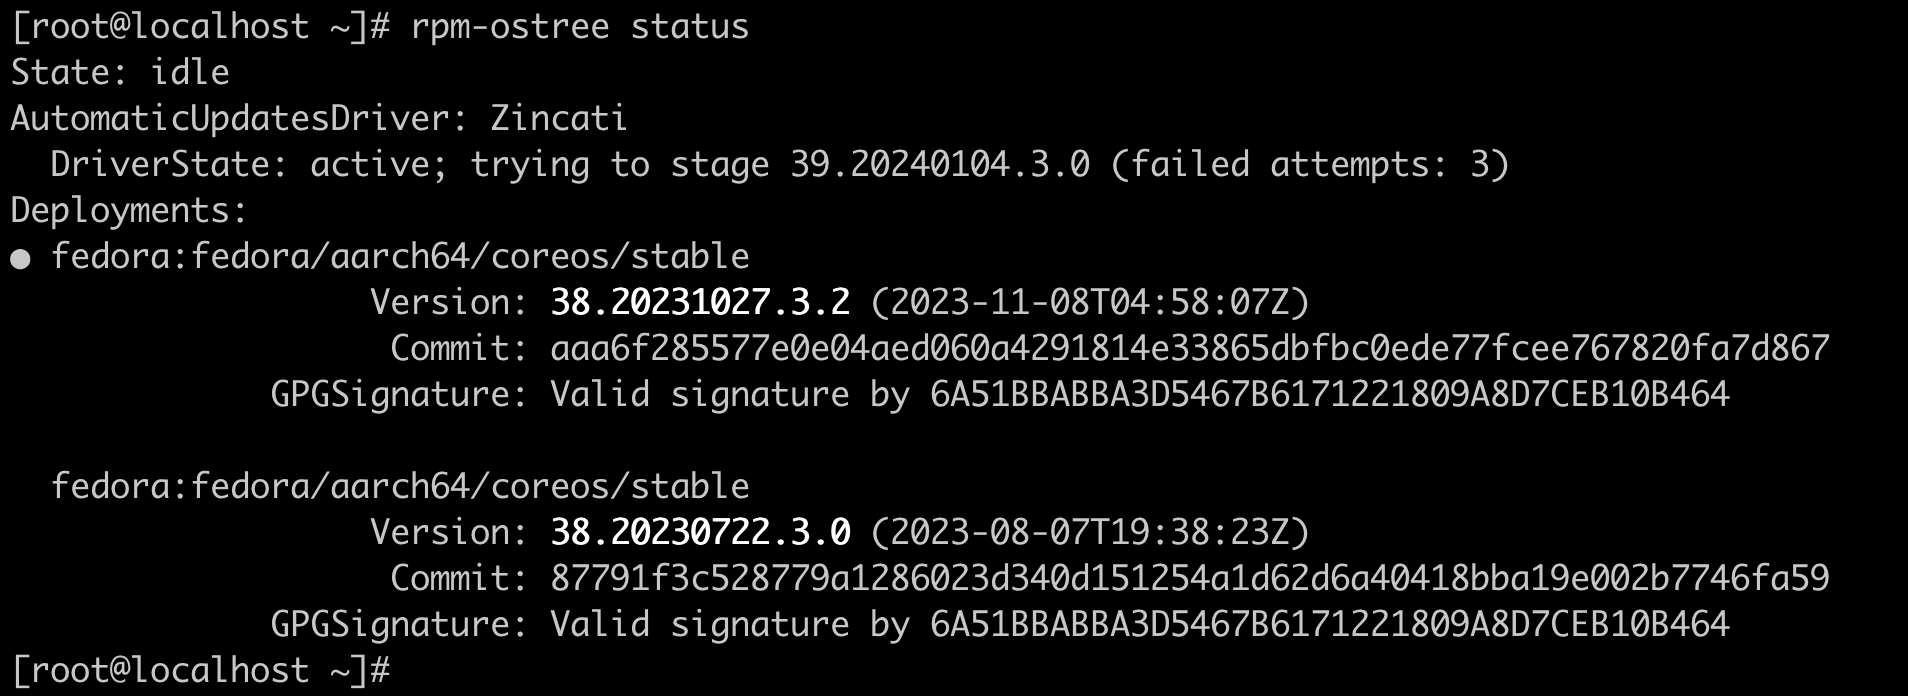 [root@localhost ~]# rpm-ostree status
State: idle
AutomaticUpdatesDriver: Zincati
  DriverState: active; trying to stage 39.20240104.3.0 (failed attempts: 3)
Deployments:
● fedora:fedora/aarch64/coreos/stable
                  Version: 38.20231027.3.2 (2023-11-08T04:58:07Z)
                   Commit: aaa6f285577e0e04aed060a4291814e33865dbfbc0ede77fcee767820fa7d867
             GPGSignature: Valid signature by 6A51BBABBA3D5467B6171221809A8D7CEB10B464

  fedora:fedora/aarch64/coreos/stable
                  Version: 38.20230722.3.0 (2023-08-07T19:38:23Z)
                   Commit: 87791f3c528779a1286023d340d151254a1d62d6a40418bba19e002b7746fa59
             GPGSignature: Valid signature by 6A51BBABBA3D5467B6171221809A8D7CEB10B464
[root@localhost ~]#